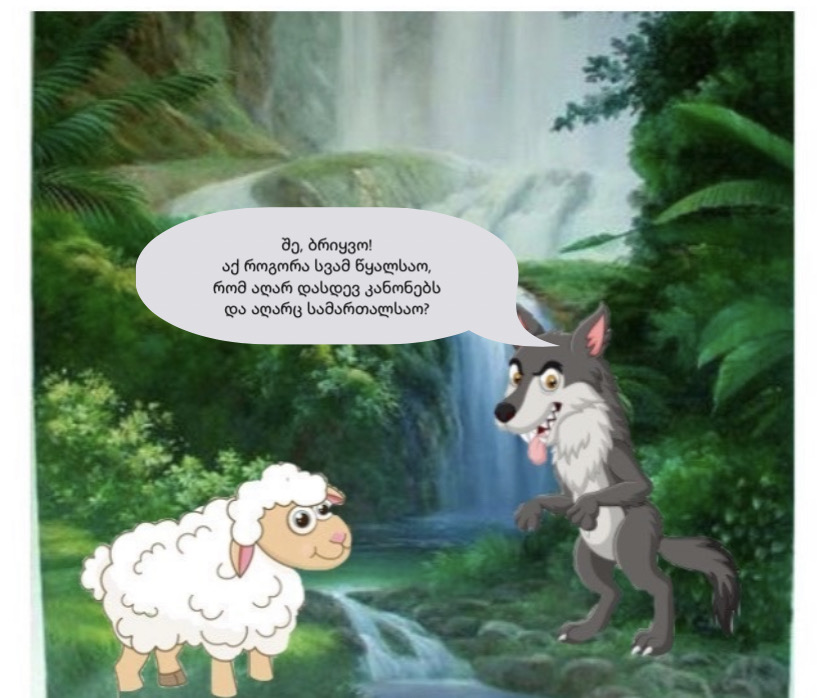 შე, ბრიყვო!
აქ როგორა სვამ წყალსაო,
რომ აღარ დასდევ კანონებს
და აღარც სამართალსაო?